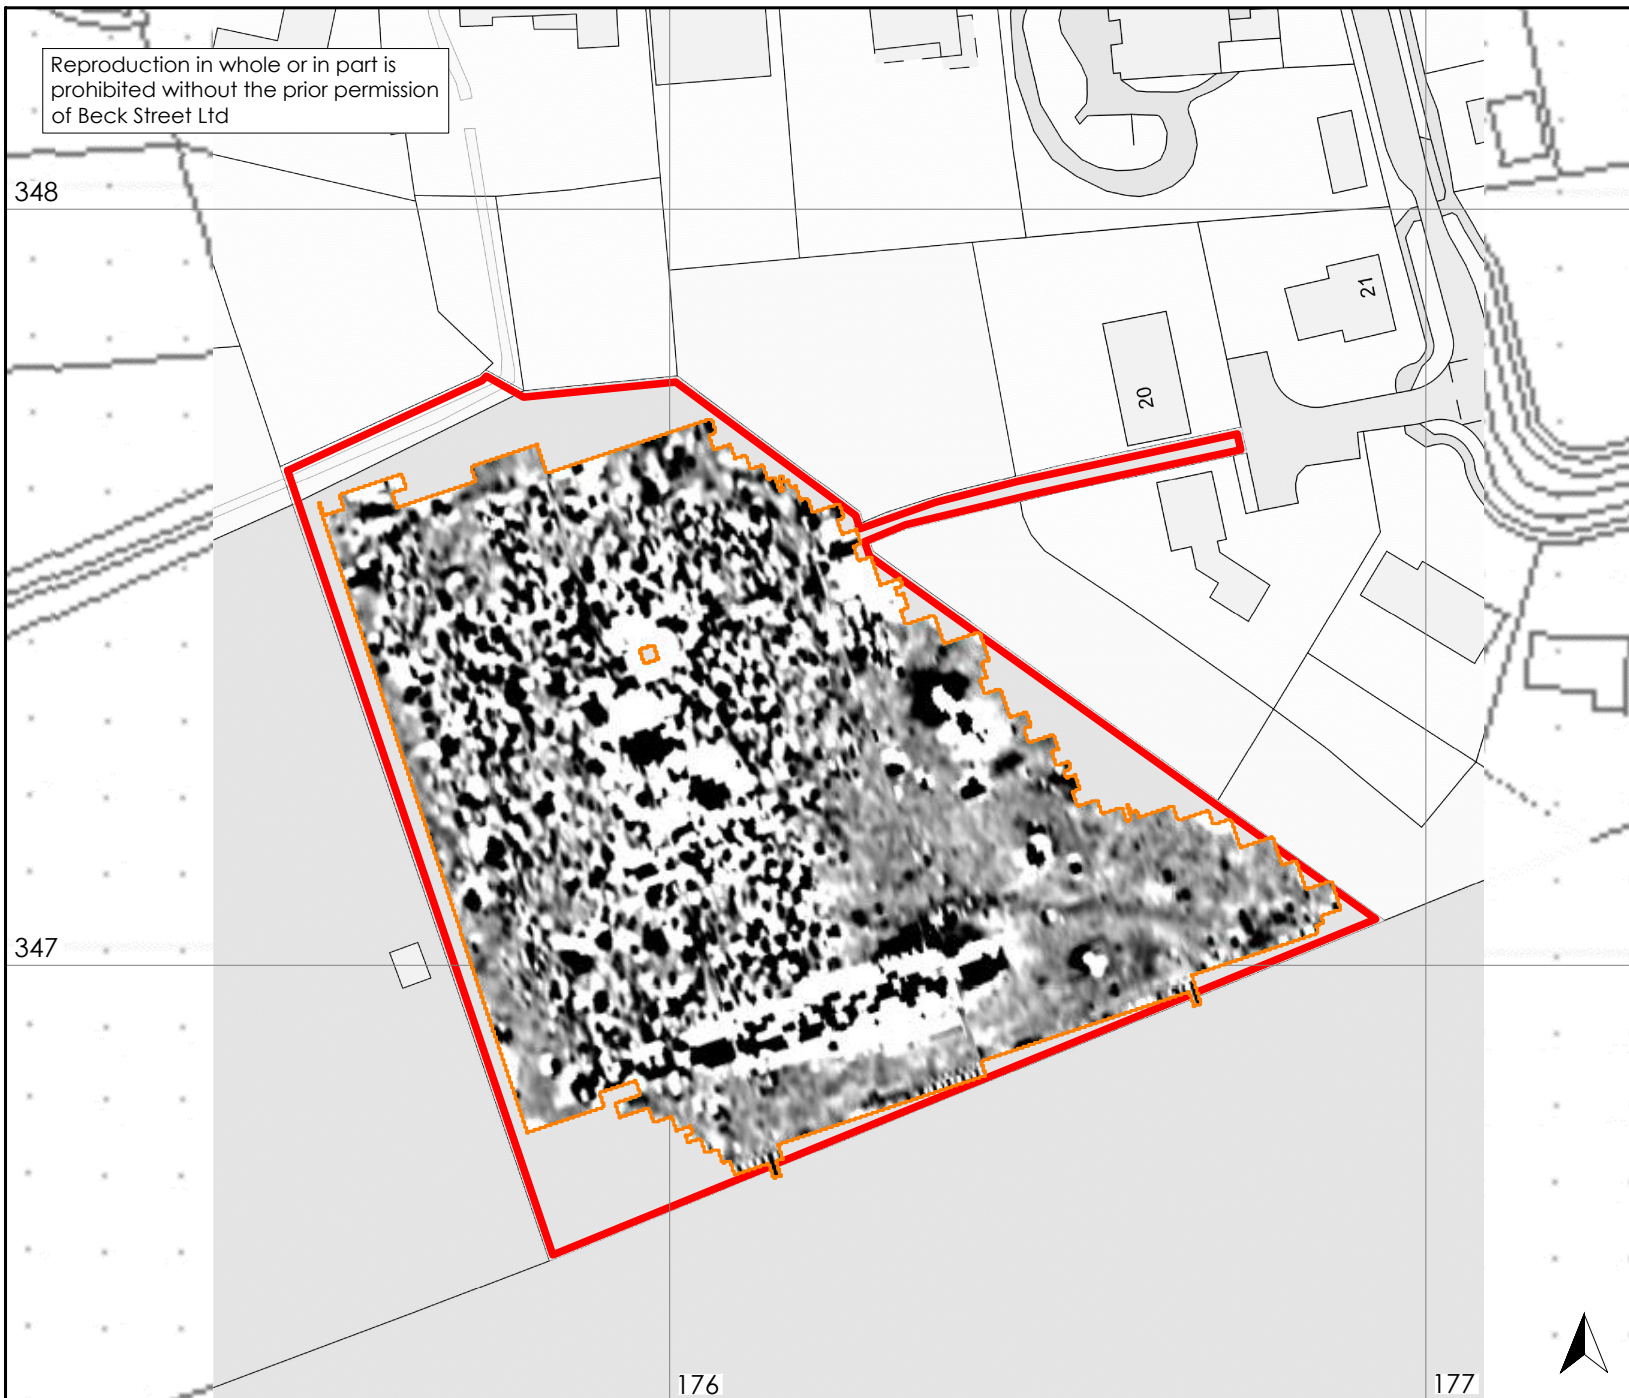 Reproduction in whole or in part is
prohibited without the prior permission
of Beck Street Ltd
348
21
20
347
176
177